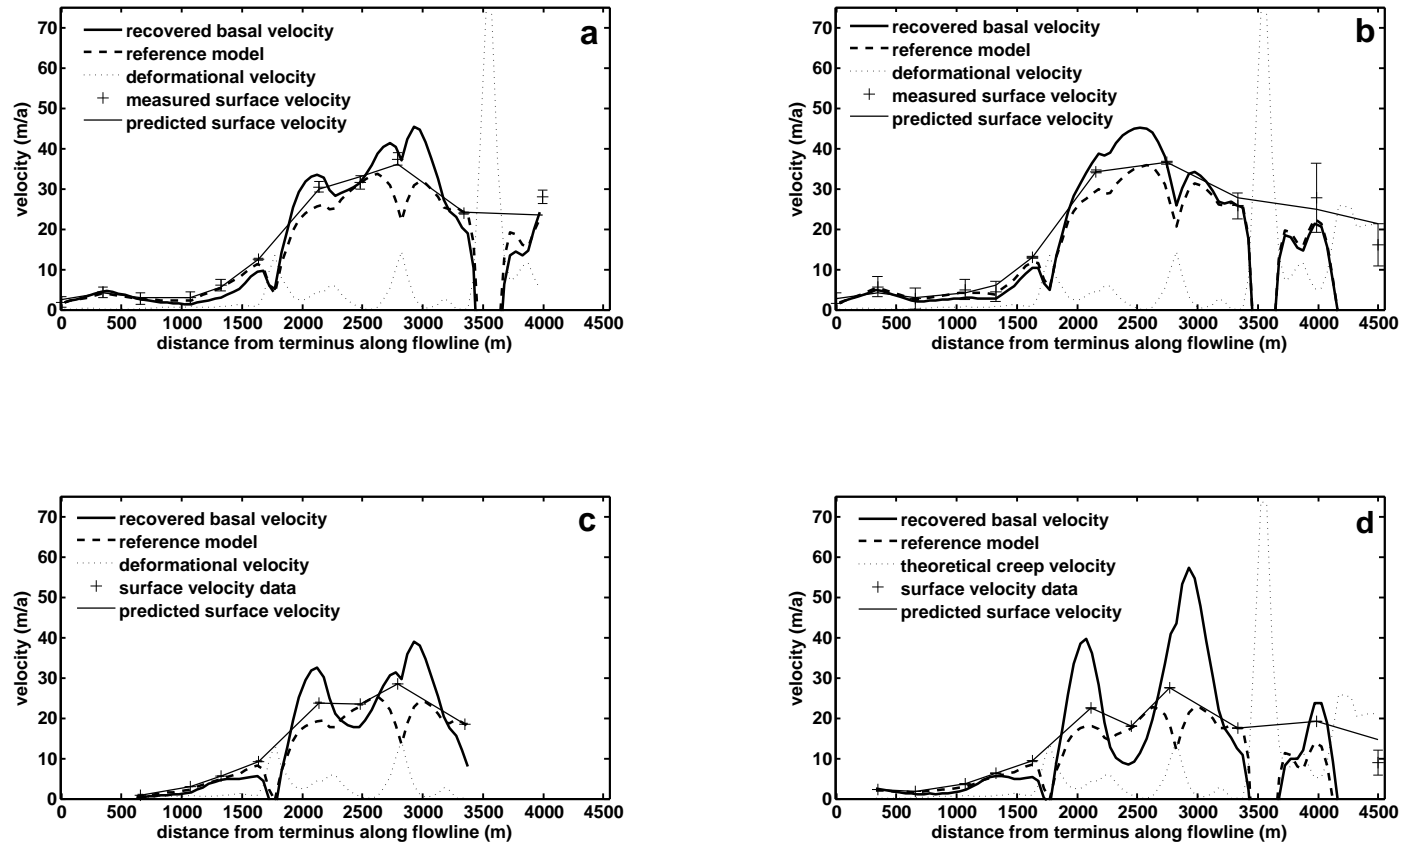 a
recovered basal velocity
reference model
deformational velocity
measured surface velocity
predicted surface velocity
velocity (m/a)
70
60
50
40
30
20
10
0
0 500 1000 1500 2000 2500 3000 3500 4000 4500
distance from terminus along flowline (m)
b
recovered basal velocity
reference model
deformational velocity
measured surface velocity
predicted surface velocity
velocity (m/a)
70
60
50
40
30
20
10
0
0 500 1000 1500 2000 2500 3000 3500 4000 4500
distance from terminus along flowline (m)
c
recovered basal velocity
reference model
deformational velocity
surface velocity data
predicted surface velocity
velocity (m/a)
70
60
50
40
30
20
10
0
0 500 1000 1500 2000 2500 3000 3500 4000 4500
distance from terminus along flowline (m)
d
recovered basal velocity
reference model
theoretical creep velocity
surface velocity data
predicted surface velocity
velocity (m/a)
70
60
50
40
30
20
10
0
0 500 1000 1500 2000 2500 3000 3500 4000 4500
distance from terminus along flowline (m)